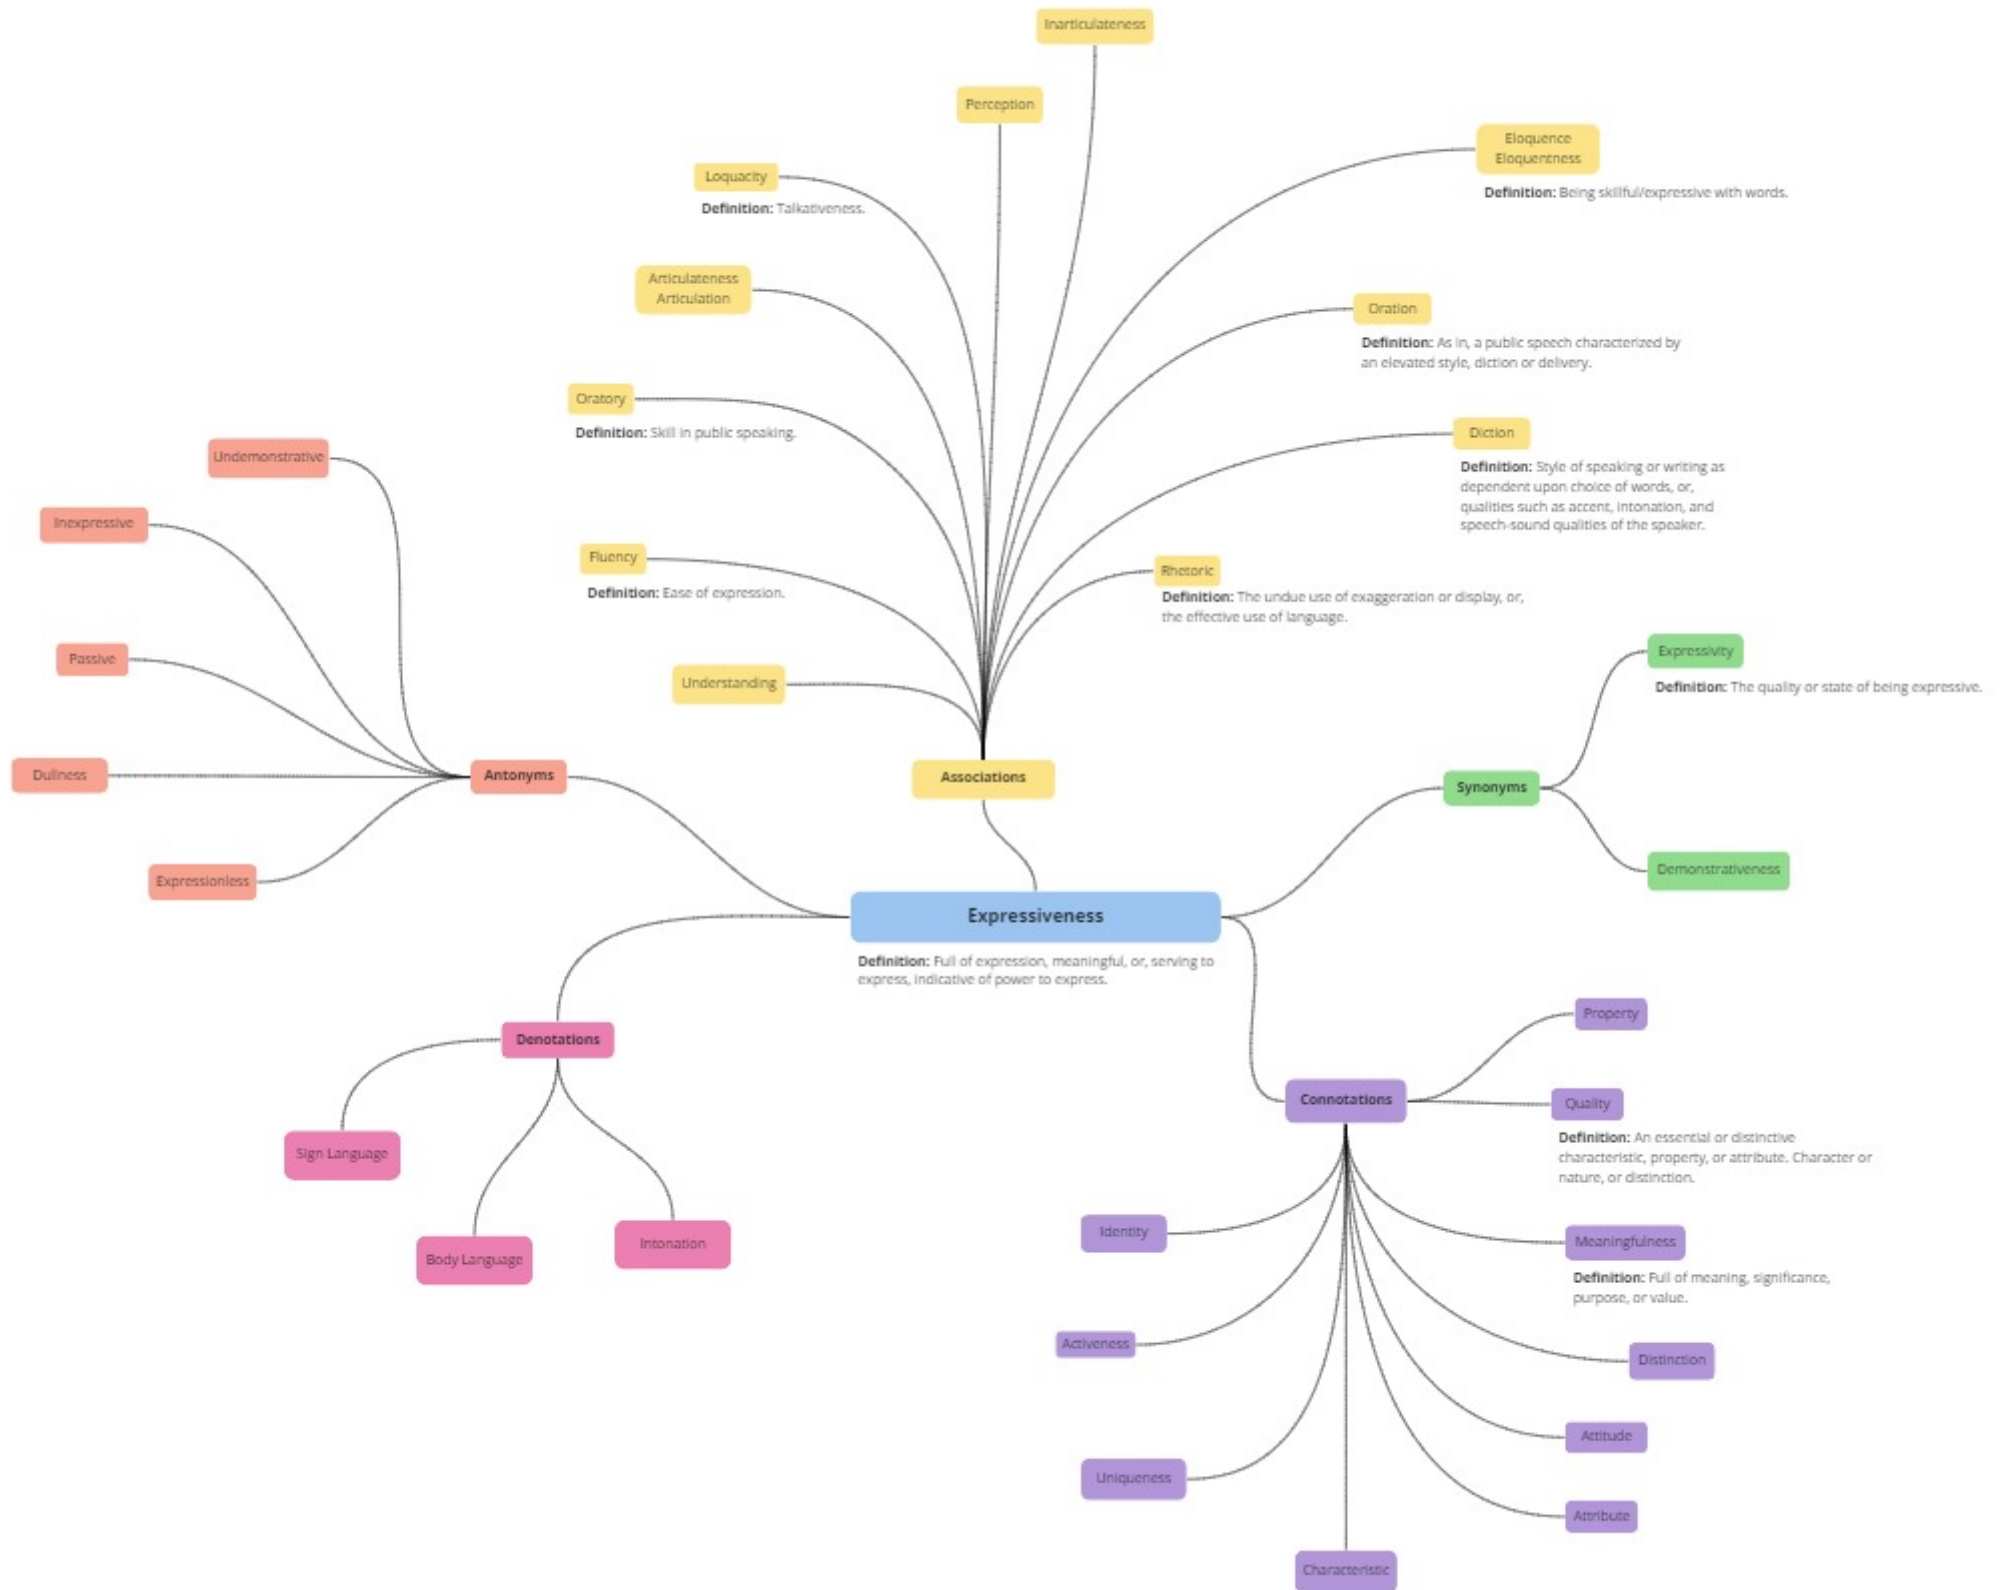 Inarticulateness
Perception
Eloquence
Eloquentness
Definition: Being skillful/expressive with words.
Loquacity
Definition: Talkativeness.
Articulateness
Articulation
Oration
Definition: As in, a public speech characterized by
an elevated style, diction or delivery.
Oratory
Definition: Skill in public speaking.
Diction
Definition: Style of speaking or writing as
dependent upon choice of words, or,
qualities such as accent, intonation, and
speech-sound qualities of the speaker.
Fluency
Definition: Ease of expression.
Rhetoric
Definition: The undue use of exaggeration or display, or,
the effective use of language.
Understanding
Associations
Undemonstrative
Inexpressive
Passive
Dullness
Expressionless
Antonyms
Expressivity
Definition: The quality or state of being expressive.
Synonyms
Demonstrativeness
Expressiveness
Definition: Full of expression, meaningful, or, serving to
express, indicative of power to express.
Denotations
Sign Language
Body Language
Intonation
Connotations
Property
Quality
Definition: An essential or distinctive
characteristic, property, or attribute. Character or
nature, or distinction.
Identity
Meaningfulness
Definition: Full of meaning, significance,
purpose, or value.
Activeness
Distinction
Attitude
Uniqueness
Attribute
Characteristic